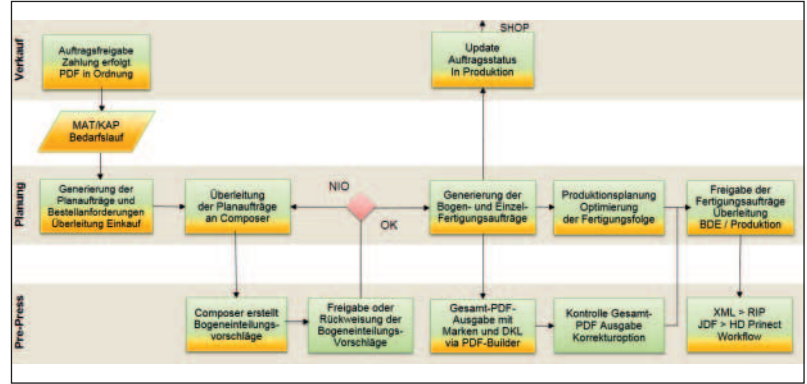 SHOP
Verkauf
Auftragsfreigabe
Zahlung erfolgt
PDF in Ordnung
Update
Auftragsstatus
In Produktion
MAT/KAP
Bedarfslauf
Planung
Generierung der
Planaufträge und
Bestellanforderungen
Überleitung Einkauf
Überleitung
der Planaufträge
an Composer
NIO
OK
Generierung der
Bogen- und Einzel-
Fertigungsaufträge
Produktionsplanung
Optimierung
der Fertigungsfolge
Freigabe der
Fertigungsaufträge
Überleitung
BDE / Produktion
Pre-Press
Composer erstellt
Bogeneinteilungs-
vorschläge
Freigabe oder
Rückweisung der
Bogeneinteilungs-
Vorschläge
Gesamt-PDF-
Ausgabe mit
Marken und DKL
via PDF-Builder
Kontrolle Gesamt-
PDF Ausgabe
Korrekturoption
XML > RIP
JDF > HD Prinect
Workflow